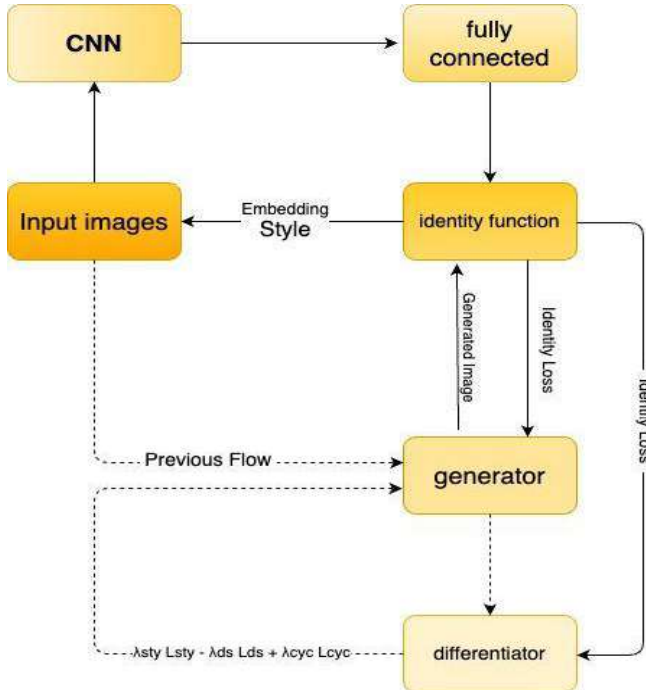 CNN
fully
connected
Input images
Embedding
Style
identity function
Generated Image
Identity Loss
Identity Loss
Previous Flow
generator
λsty Lsty - λds Lds + λcyc Lcyc
differentiator